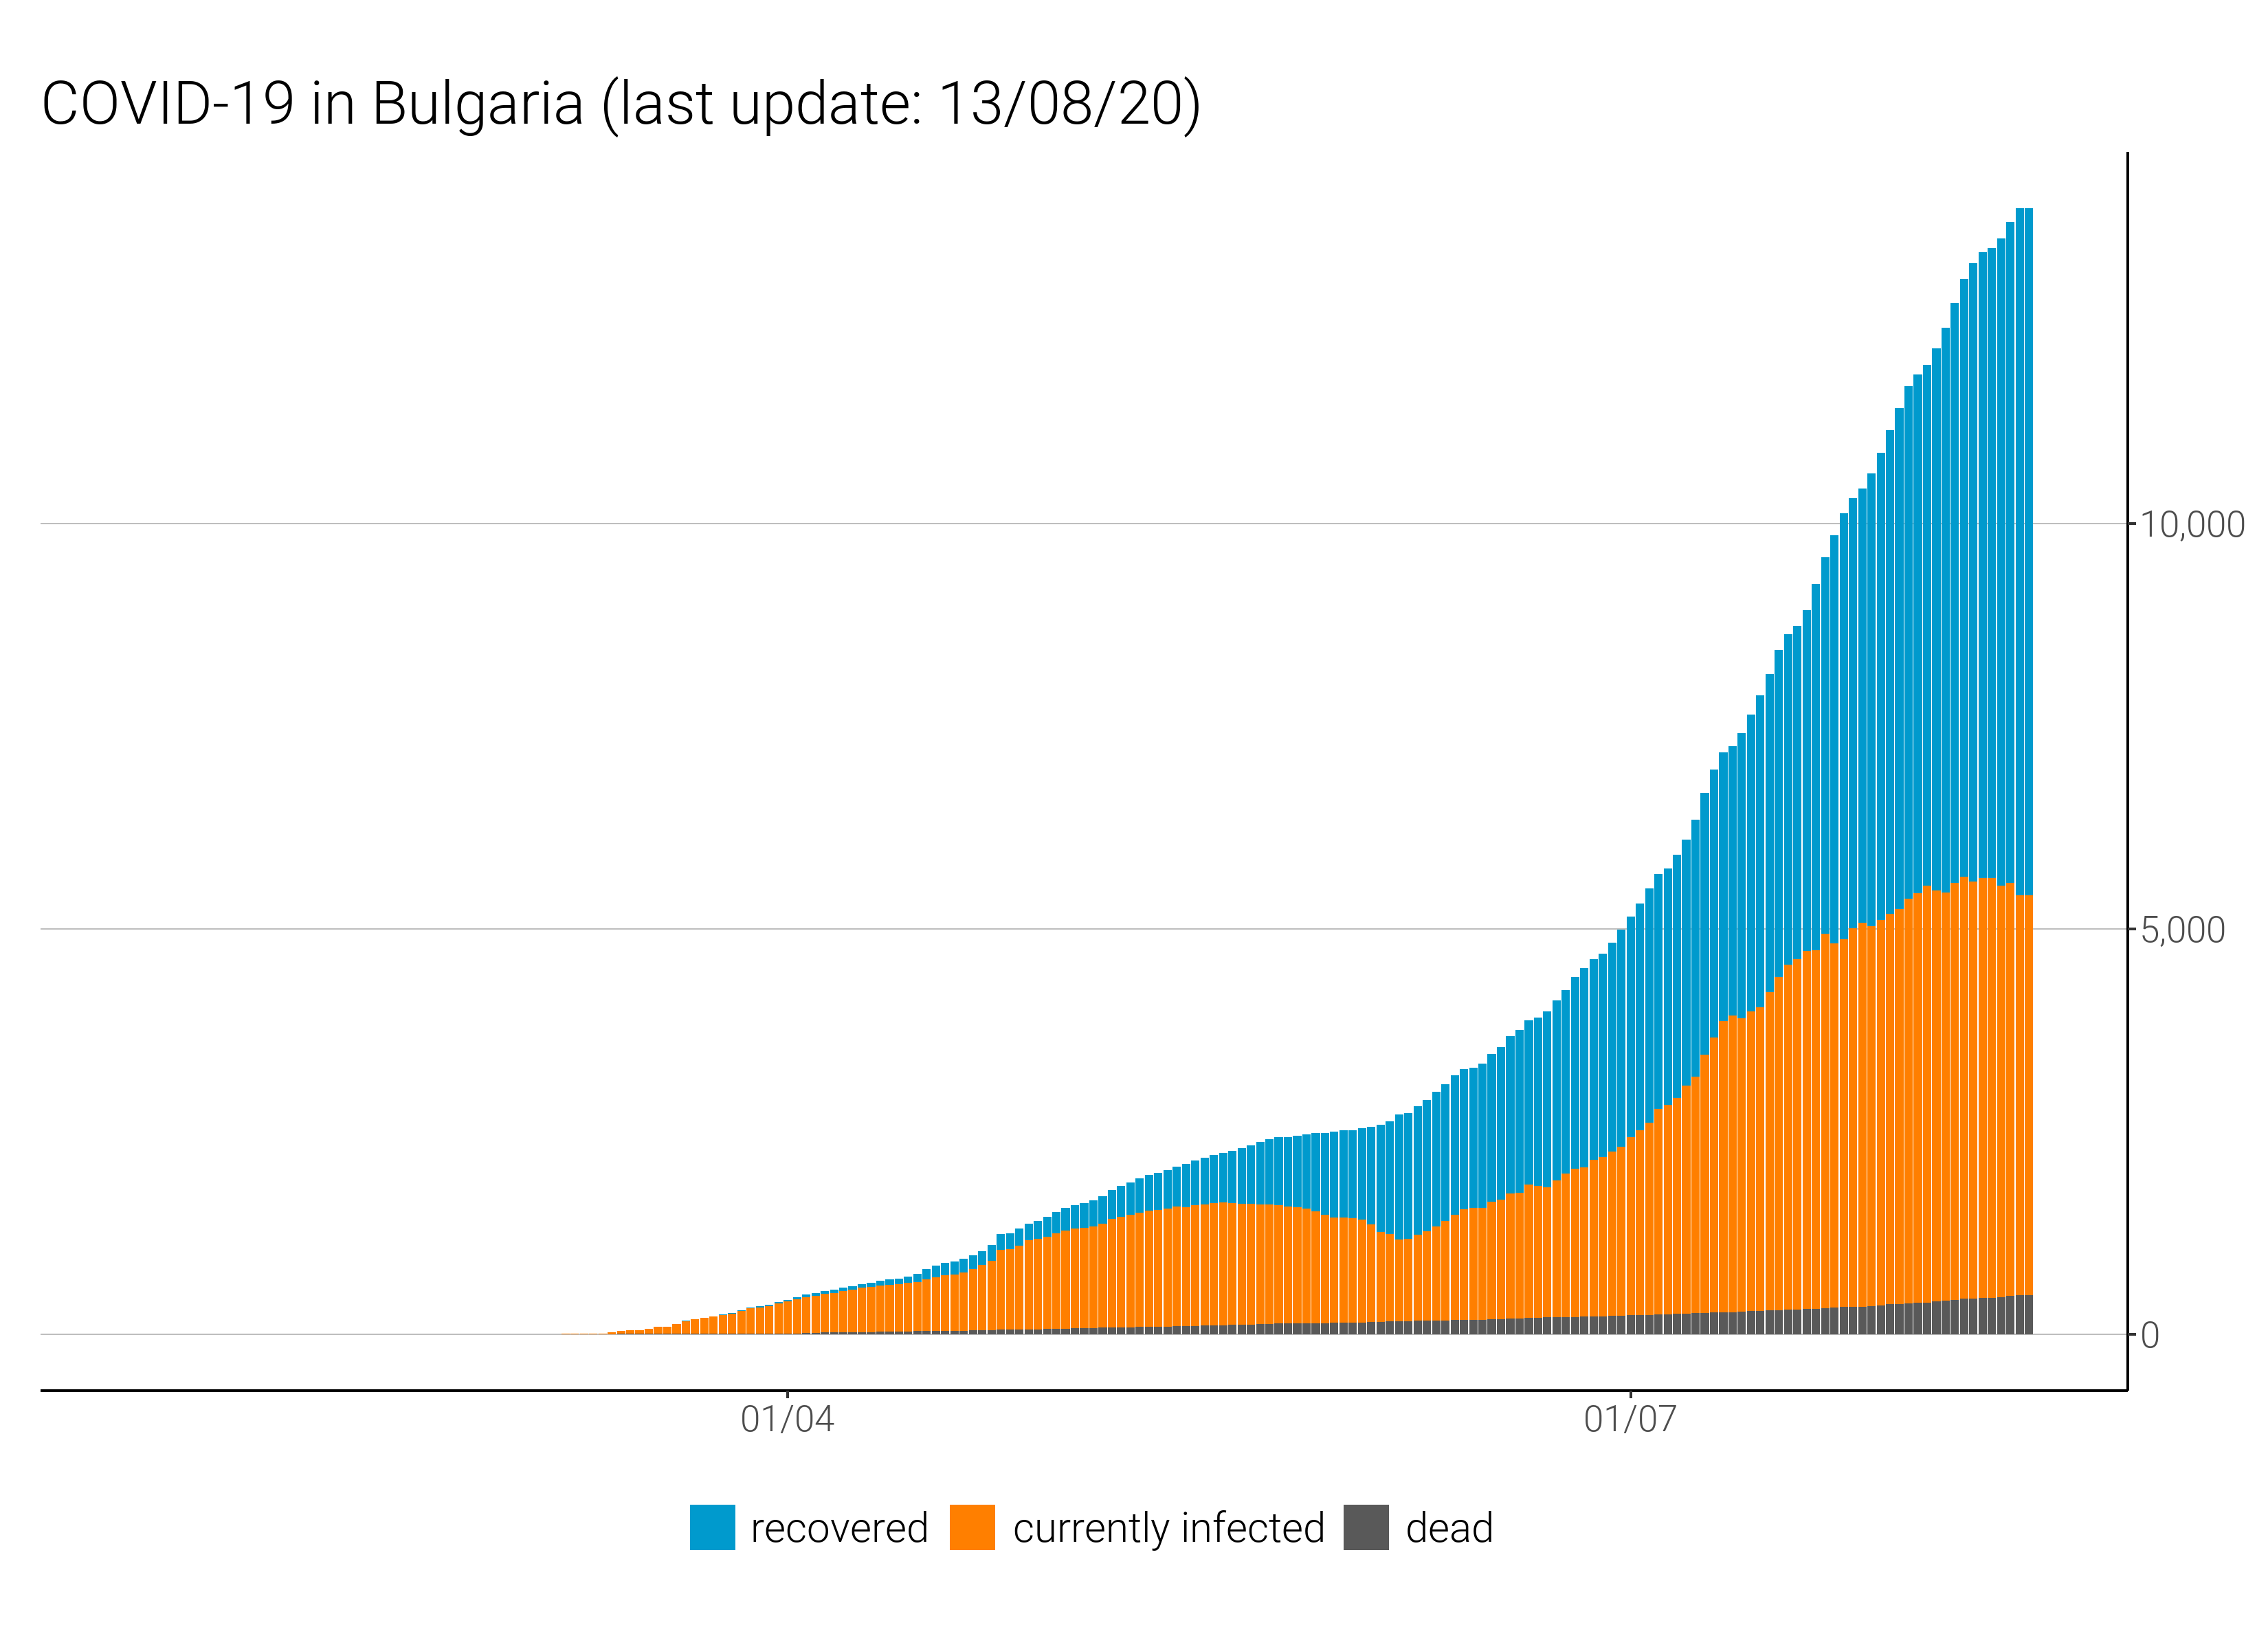 COVID-19 in Bulgaria (last update: 13/08/20)
10,000
5,000
0
01/04 01/07
recovered currently infected dead